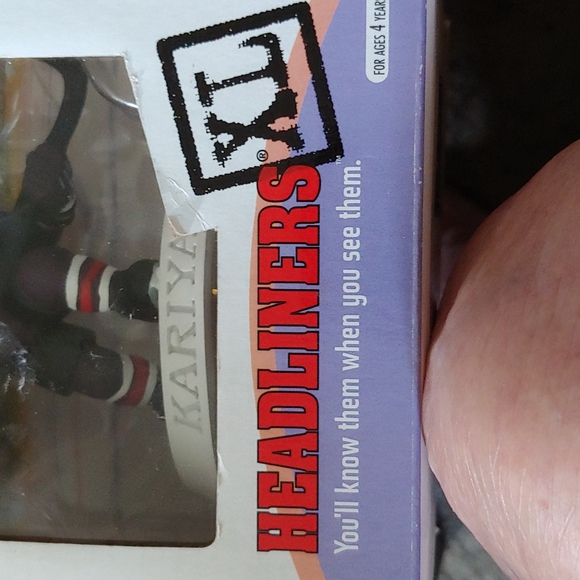 KARIYA
HEADLINERS® XL
You'll know them when you see them.
FOR AGES 4 YEARS